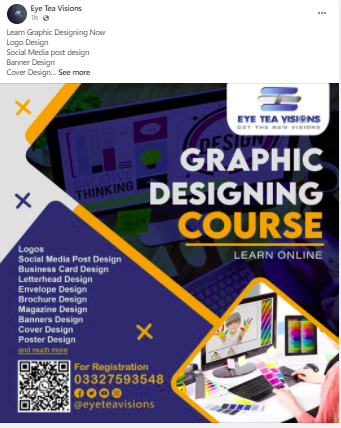 Eye Tea Visions
1h ·
Learn Graphic Designing Now
Logo Design
Social Media post design
Banner Design
Cover Design... See more
EYE TEA VISIONS
GET THE NEW VISIONS
DESIGN
CREATIVE
THINKING
GRAPHIC
DESIGNING
COURSE
LEARN ONLINE
Logos
Social Media Post Design
Business Card Design
Letterhead Design
Envelope Design
Brochure Design
Magazine Design
Banners Design
Cover Design
Poster Design
and much more
For Registration
03327593548
@eyeteavisions